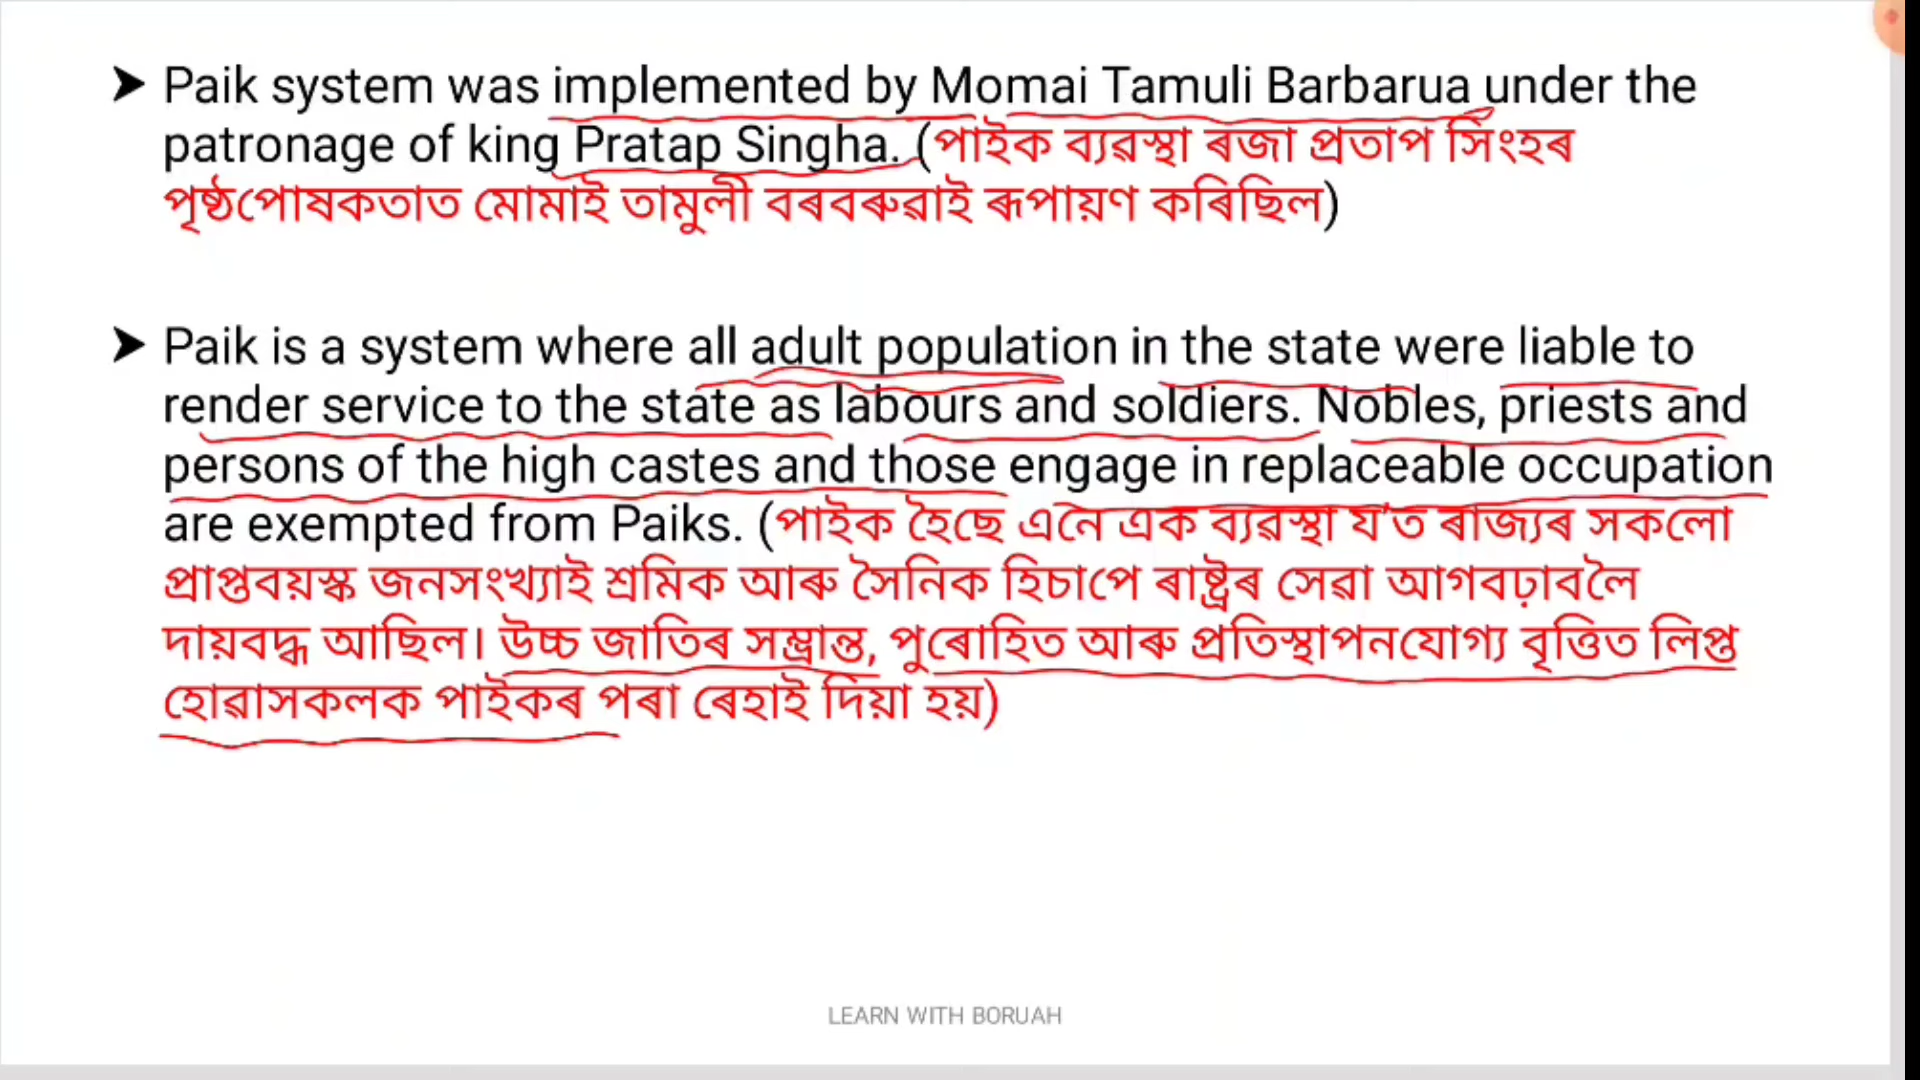 ➤ Paik system was implemented by Momai Tamuli Barbarua under the
patronage of king Pratap Singha. (পাইক ব্যৱস্থা ৰজা প্ৰতাপ সিংহৰ
পৃষ্ঠপোষকতাত মোমাই তামুলী বৰবৰুৱাই ৰূপায়ণ কৰিছিল)
➤ Paik is a system where all adult population in the state were liable to
render service to the state as labours and soldiers. Nobles, priests and
persons of the high castes and those engage in replaceable occupation
are exempted from Paiks. (পাইক হৈছে এনৈ এক ব্যৱস্থা য'ত ৰাজ্যৰ সকলো
প্ৰাপ্তবয়স্ক জনসংখ্যাই শ্ৰমিক আৰু সৈনিক হিচাপে ৰাষ্ট্ৰৰ সেৱা আগবঢ়াবলৈ
দায়বদ্ধ আছিল। উচ্চ জাতিৰ সম্ভ্ৰান্ত, পুৰোহিত আৰু প্ৰতিস্থাপনযোগ্য বৃত্তিত লিপ্ত
হোৱাসকলক পাইকৰ পৰা ৰেহাই দিয়া হয়)
LEARN WITH BORUAH